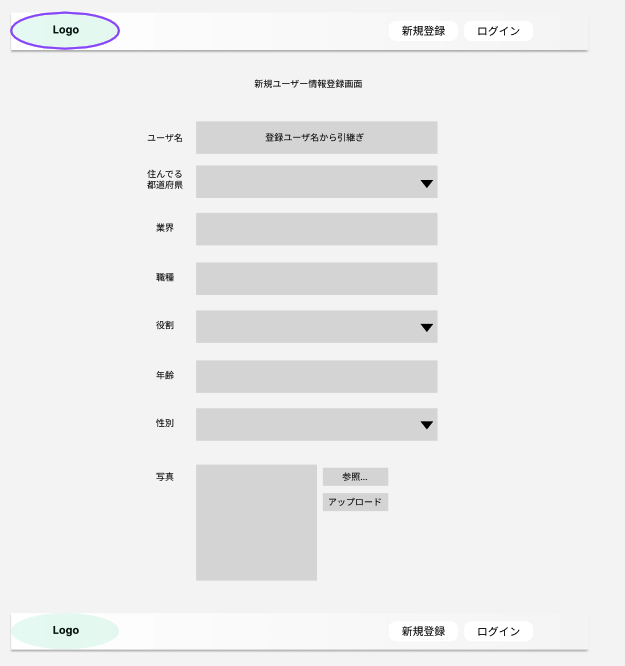 Logo
新規登録
ログイン
新規ユーザー情報登録画面
ユーザ名
登録ユーザ名から引継ぎ
住んでる
都道府県
業界
職種
役割
年齢
性別
写真
参照...
アップロード
Logo
新規登録
ログイン